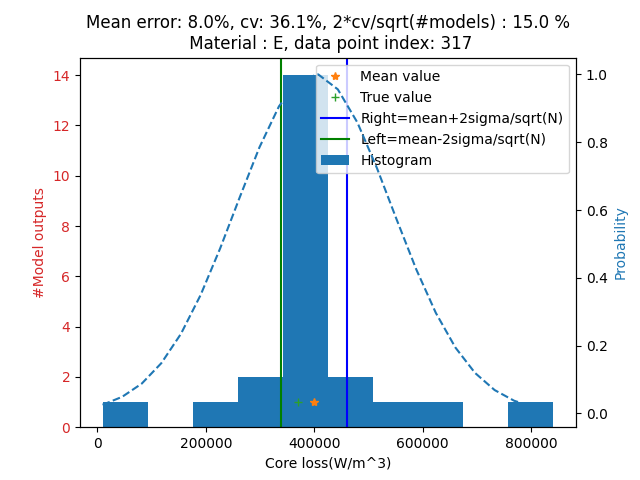 Mean error: 8.0%, cv: 36.1%, 2*cv/sqrt(#models) : 15.0 %
Material : E, data point index: 317
Mean value
True value
Right=mean+2sigma/sqrt(N)
Left=mean-2sigma/sqrt(N)
Histogram
#Model outputs
14
12
10
8
6
4
2
0
1.0
0.8
0.6
0.4
0.2
0.0
Probability
0
200000
400000
600000
800000
Core loss(W/m^3)